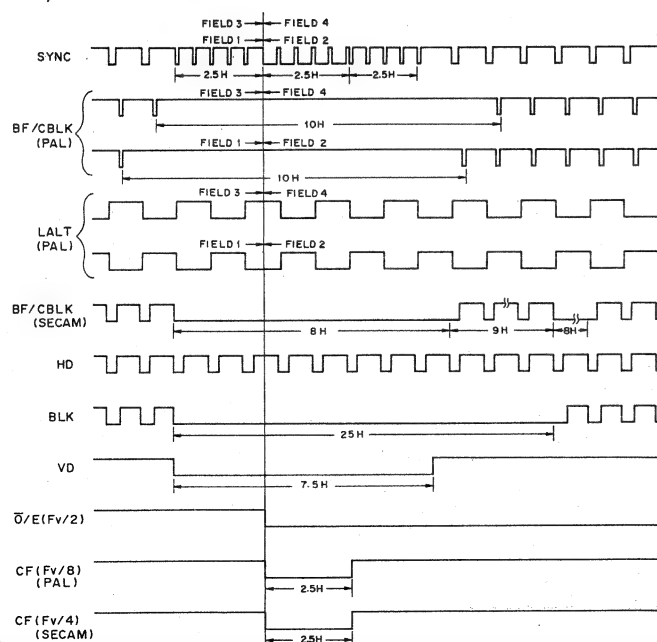 FIELD 3 FIELD 4
FIELD 1 FIELD 2
SYNC
2.5H 2.5H 2.5H
FIELD 3 FIELD 4
BF/CBLK
(PAL)
10H
FIELD 1 FIELD 2
10H
FIELD 3 FIELD 4
LALT
(PAL)
FIELD 1 FIELD 2
BF/CBLK
(SECAM)
8H 9H 8H
HD
BLK
25H
VD
7.5H
O̅/E(Fv/2)
CF(Fv/8)
(PAL)
2.5H
CF(Fv/4)
(SECAM)
2.5H